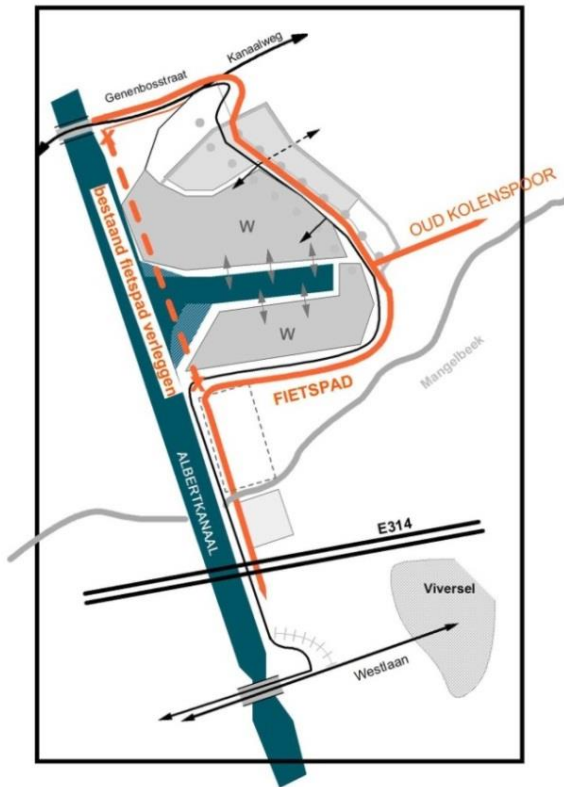 Kanaalweg
Genenbosstraat
OUD KOLENSPOOR
bestaand fietspad verleggen
W
W
Mangelbeek
FIETSPAD
ALBERTKANAAL
E314
Viversel
Westlaan